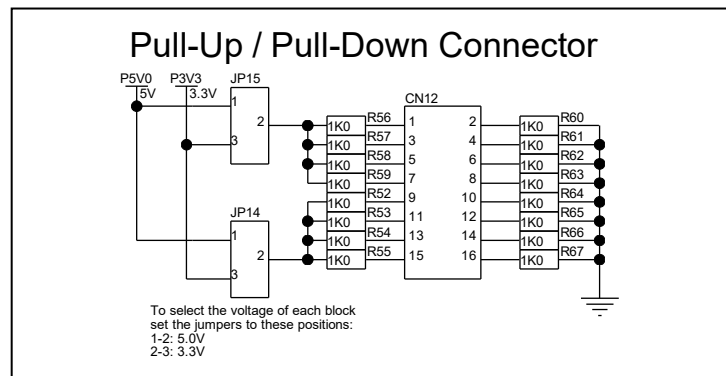 Pull-Up / Pull-Down Connector
P5V0 P3V3 JP15
5V 3.3V CN12
1 2 3
1K0 R56 1 2 1K0 R60
1K0 R57 3 4 1K0 R61
1K0 R58 5 6 1K0 R62
1K0 R59 7 8 1K0 R63
1K0 R52 9 10 1K0 R64
JP14
1 2 3
1K0 R53 11 12 1K0 R65
1K0 R54 13 14 1K0 R66
1K0 R55 15 16 1K0 R67
To select the voltage of each block
set the jumpers to these positions:
1-2: 5.0V
2-3: 3.3V